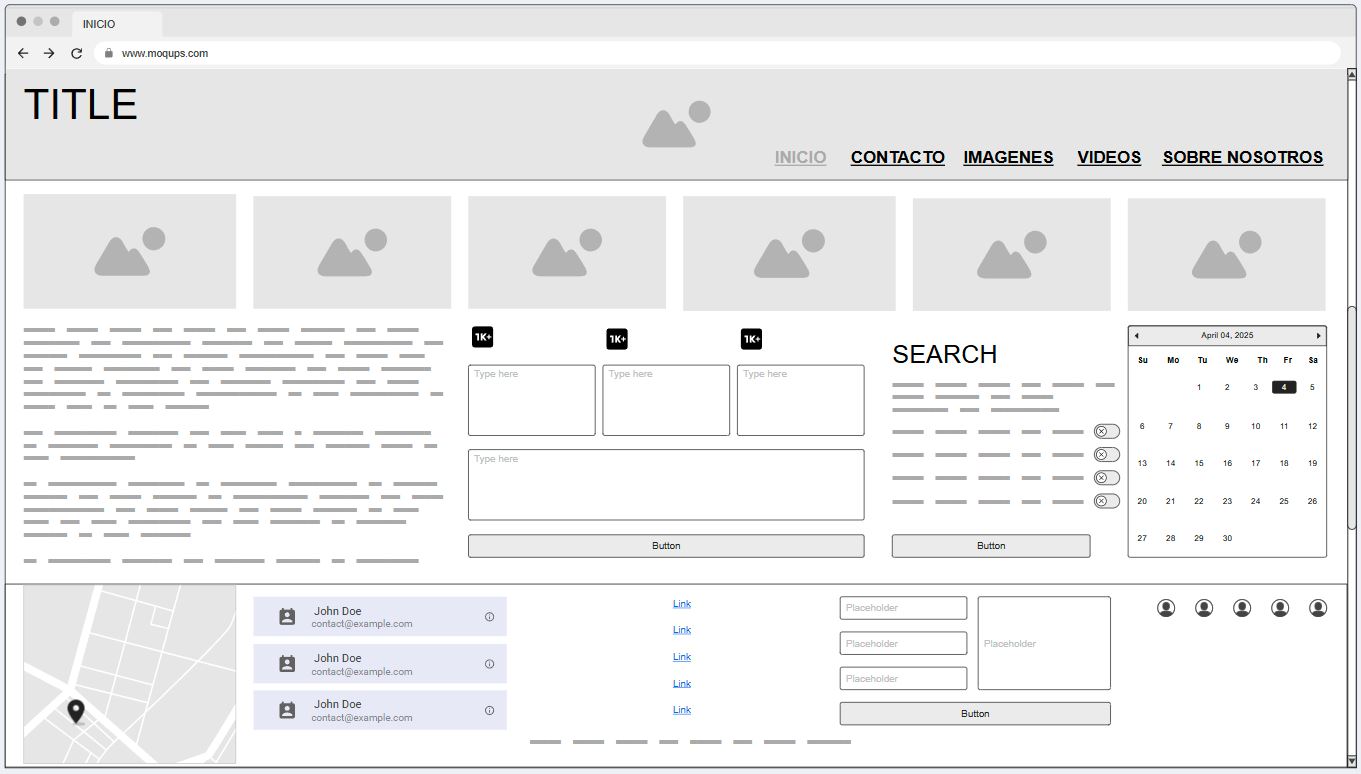 INICIO
www.moqups.com
TITLE
INICIO CONTACTO IMAGENES VIDEOS SOBRE NOSOTROS
1K+ 1K+ 1K+
Type here Type here Type here
Type here
Button
SEARCH
Button
April 04, 2025
Su Mo Tu We Th Fr Sa
1 2 3 4 5
6 7 8 9 10 11 12
13 14 15 16 17 18 19
20 21 22 23 24 25 26
27 28 29 30
John Doe
contact@example.com
John Doe
contact@example.com
John Doe
contact@example.com
Link
Link
Link
Link
Link
Placeholder
Placeholder
Placeholder
Placeholder
Button